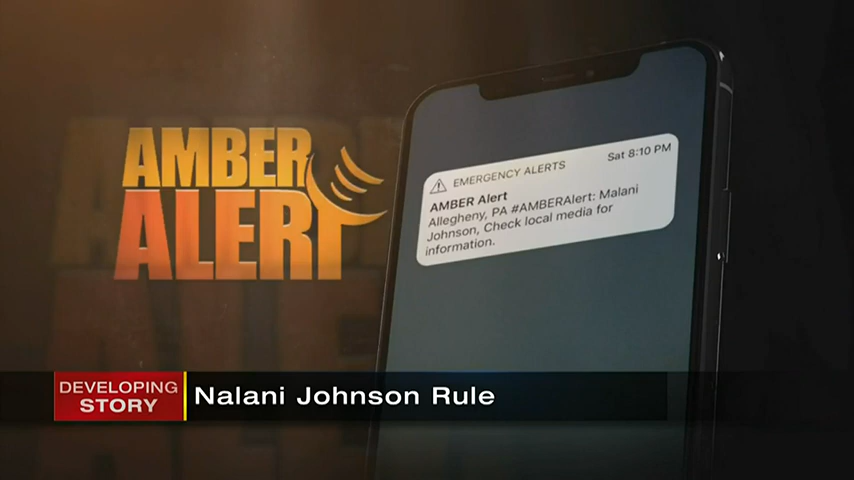 AMBER
ALERT
EMERGENCY ALERTS
Sat 8:10 PM
AMBER Alert
Allegheny, PA #AMBERAlert: Malani
Johnson, Check local media for
information.
DEVELOPING
STORY
Nalani Johnson Rule